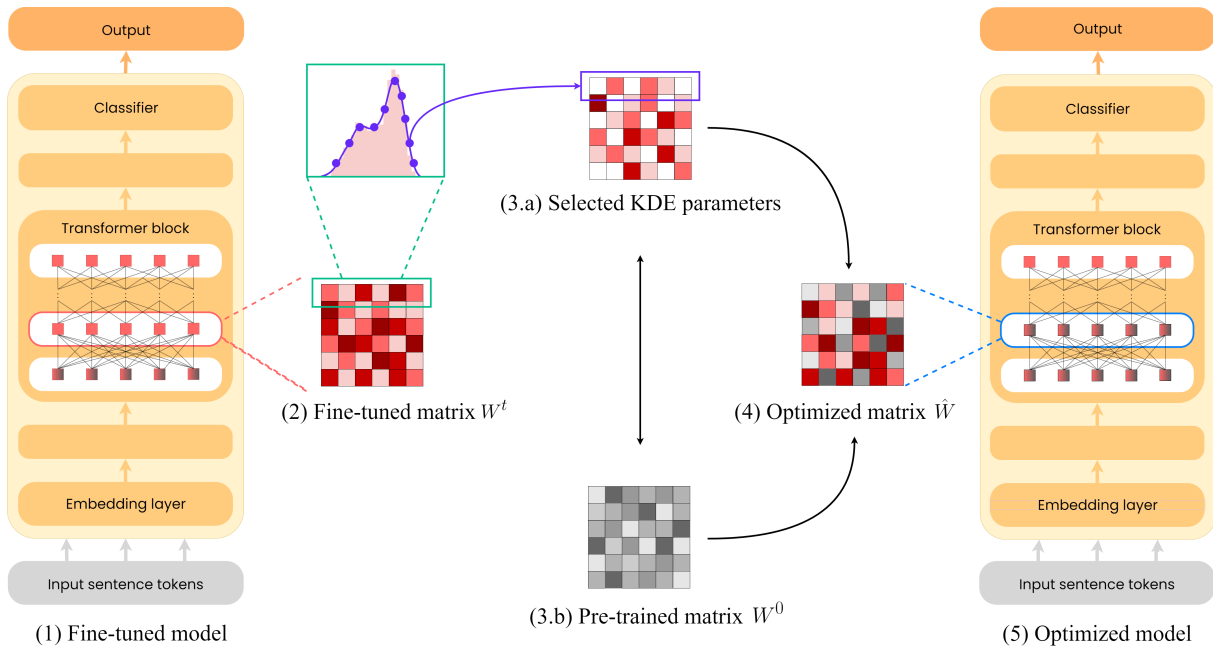 Output
Classifier
Transformer block
Embedding layer
Input sentence tokens
(1) Fine-tuned model
(2) Fine-tuned matrix W^t
(3.a) Selected KDE parameters
(3.b) Pre-trained matrix W^0
(4) Optimized matrix Ŵ
Output
Classifier
Transformer block
Embedding layer
Input sentence tokens
(5) Optimized model